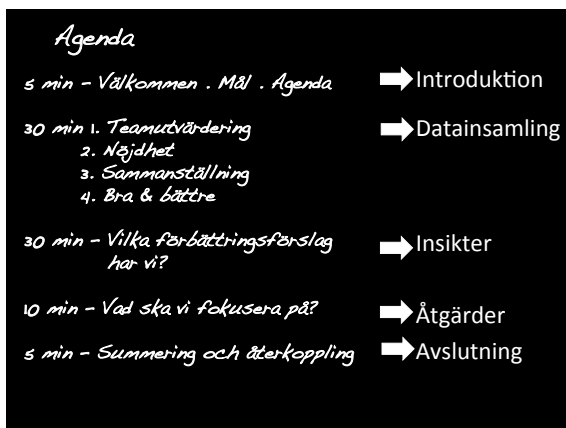 Agenda
5 min - Välkommen . Mål . Agenda Introduktion
30 min 1. Teamutvärdering Datainsamling
2. Nöjdhet
3. Sammanställning
4. Bra & bättre
30 min - Vilka förbättringsförslag Insikter
har vi?
10 min - Vad ska vi fokusera på? Åtgärder
5 min - Summering och återkoppling Avslutning